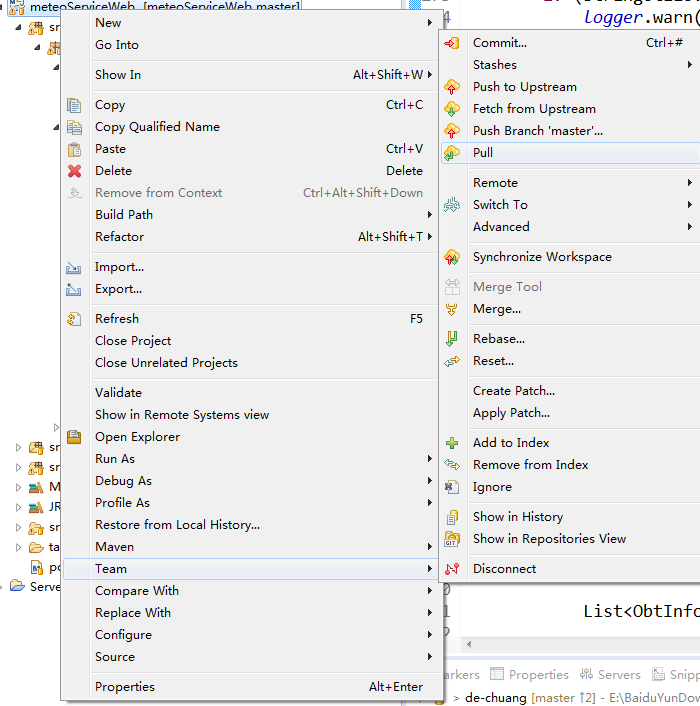 meteoServiceWeb [meteoServiceWeb master]
logger.warn(
New
Go Into
Show In Alt+Shift+W
Copy Ctrl+C
Copy Qualified Name
Paste Ctrl+V
Delete Delete
Remove from Context Ctrl+Alt+Shift+Down
Build Path
Refactor Alt+Shift+T
Import...
Export...
Refresh F5
Close Project
Close Unrelated Projects
Validate
Show in Remote Systems view
Open Explorer
Run As
Debug As
Profile As
Restore from Local History...
Maven
Team
Compare With
Replace With
Configure
Source
Properties Alt+Enter
Commit... Ctrl+#
Stashes
Push to Upstream
Fetch from Upstream
Push Branch 'master'...
Pull
Remote
Switch To
Advanced
Synchronize Workspace
Merge Tool
Merge...
Rebase...
Reset...
Create Patch...
Apply Patch...
Add to Index
Remove from Index
Ignore
Show in History
Show in Repositories View
Disconnect
sr
sr
sr
M
JR
sr
ta
po
Serve
List<ObtInfo
arkers Properties Servers Snipp
> de-chuang [master ↑2] - E:\BaiduYunDow